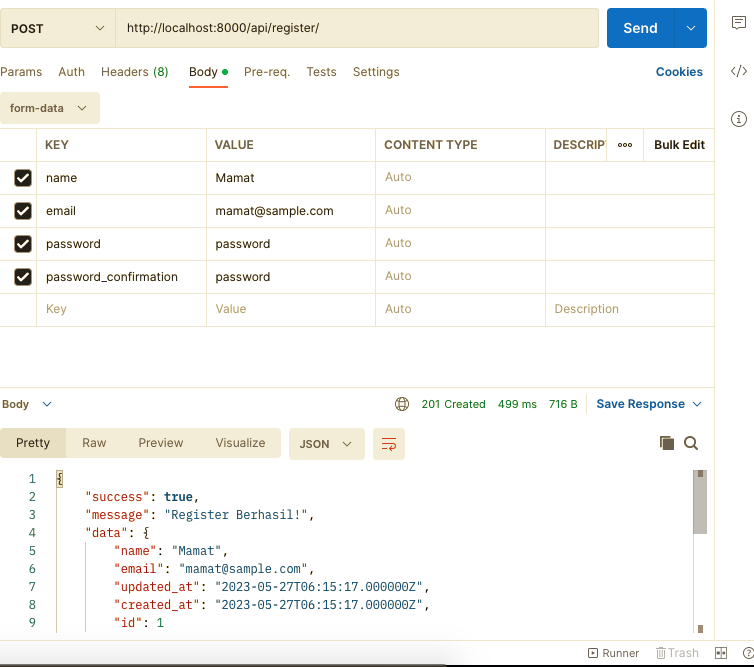 POST http://localhost:8000/api/register/ Send
Params Auth Headers (8) Body Pre-req. Tests Settings Cookies
form-data
KEY VALUE CONTENT TYPE DESCRIP Bulk Edit
name Mamat Auto
email mamat@sample.com Auto
password password Auto
password_confirmation password Auto
Key Value Auto Description
Body 201 Created 499 ms 716 B Save Response
Pretty Raw Preview Visualize JSON
1 {
2 "success": true,
3 "message": "Register Berhasil!",
4 "data": {
5 "name": "Mamat",
6 "email": "mamat@sample.com",
7 "updated_at": "2023-05-27T06:15:17.000000Z",
8 "created_at": "2023-05-27T06:15:17.000000Z",
9 "id": 1
Runner Trash